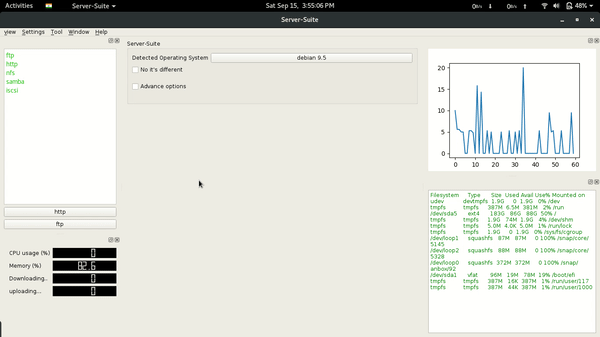 Activities Server-Suite Sat Sep 15, 3:55:06 PM 0B/s 0B/s 48%
Server-Suite
view Settings Tool Window Help
ftp
http
nfs
samba
iscsi
http
ftp
CPU usage (%) 0
Memory (%) 32.6
Downloading.. 0
uploading... 0
Server-Suite
Detected Operating System debian 9.5
No it's different
Advance options
20
15
10
5
0
0 10 20 30 40 50 60
Filesystem Type Size Used Avail Use% Mounted on
udev devtmpfs 1.9G 0 1.9G 0% /dev
tmpfs tmpfs 387M 6.5M 381M 2% /run
/dev/sda5 ext4 183G 86G 88G 50% /
tmpfs tmpfs 1.9G 74M 1.9G 4% /dev/shm
tmpfs tmpfs 5.0M 4.0K 5.0M 1% /run/lock
tmpfs tmpfs 1.9G 0 1.9G 0% /sys/fs/cgroup
/dev/loop1 squashfs 87M 87M 0 100% /snap/core/
5145
/dev/loop2 squashfs 88M 88M 0 100% /snap/core/
5328
/dev/loop0 squashfs 372M 372M 0 100% /snap/
anbox/92
/dev/sda1 vfat 96M 19M 78M 19% /boot/efi
tmpfs tmpfs 387M 16K 387M 1% /run/user/117
tmpfs tmpfs 387M 44K 387M 1% /run/user/1000